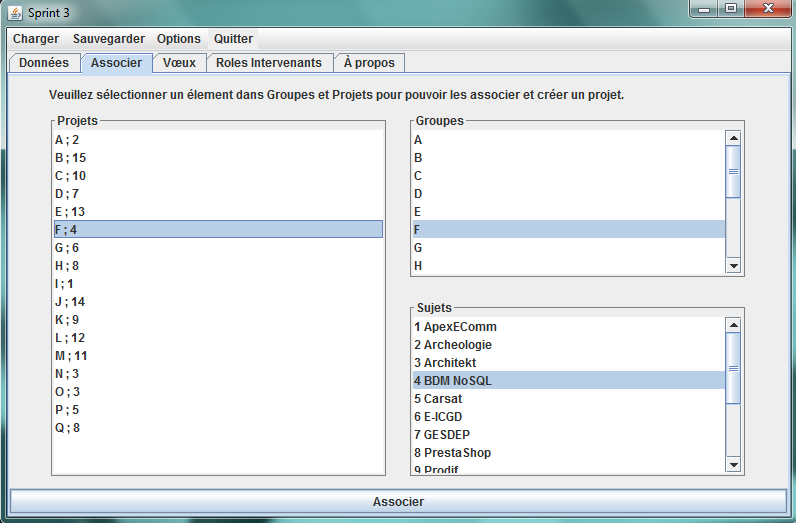 Sprint 3
Charger Sauvegarder Options Quitter
Données Associer Vœux Roles Intervenants À propos
Veuillez sélectionner un élement dans Groupes et Projets pour pouvoir les associer et créer un projet.
Projets
A ; 2
B ; 15
C ; 10
D ; 7
E ; 13
F ; 4
G ; 6
H ; 8
I ; 1
J ; 14
K ; 9
L ; 12
M ; 11
N ; 3
O ; 3
P ; 5
Q ; 8
Groupes
A
B
C
D
E
F
G
H
Sujets
1 ApexEComm
2 Archeologie
3 Architekt
4 BDM NoSQL
5 Carsat
6 E-ICGD
7 GESDEP
8 PrestaShop
9 Prodif
Associer